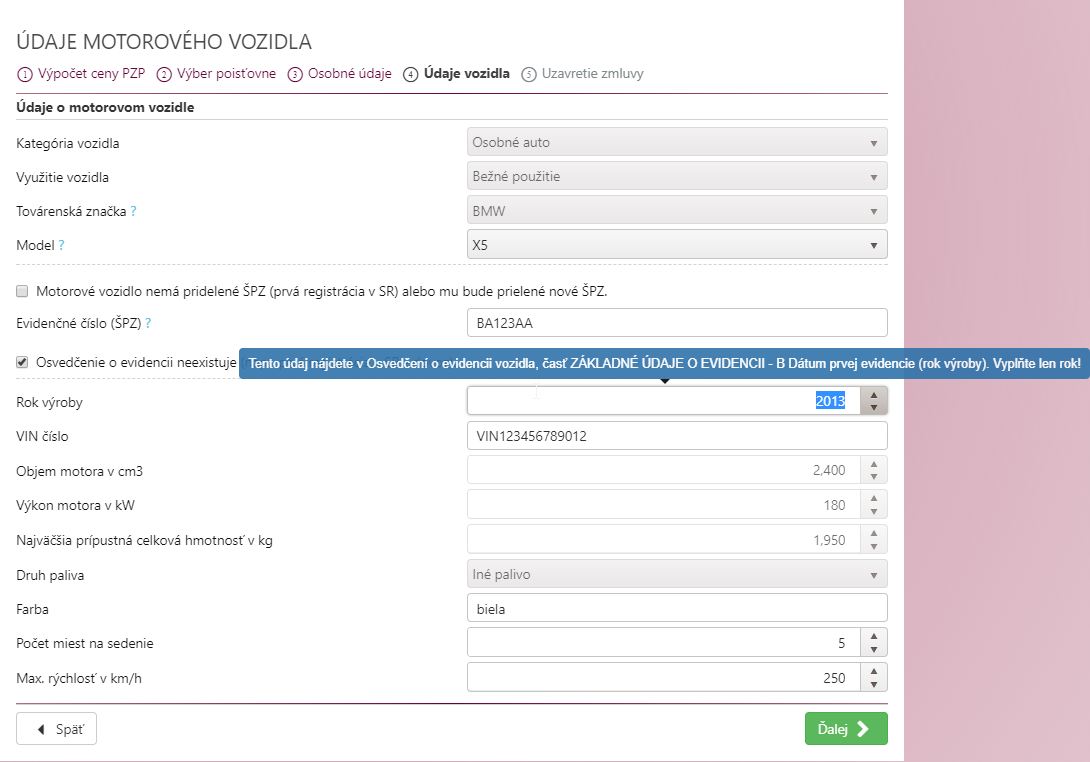 ÚDAJE MOTOROVÉHO VOZIDLA
1 Výpočet ceny PZP 2 Výber poisťovne 3 Osobné údaje 4 Údaje vozidla 5 Uzavretie zmluvy
Údaje o motorovom vozidle
Kategória vozidla Osobné auto
Využitie vozidla Bežné použitie
Továrenská značka ? BMW
Model ? X5
Motorové vozidlo nemá pridelené ŠPZ (prvá registrácia v SR) alebo mu bude prielené nové ŠPZ.
Evidenčné číslo (ŠPZ) ? BA123AA
Osvedčenie o evidencii neexistuje
Tento údaj nájdete v Osvedčení o evidencii vozidla, časť ZÁKLADNÉ ÚDAJE O EVIDENCII - B Dátum prvej evidencie (rok výroby). Vyplňte len rok!
Rok výroby 2013
VIN číslo VIN123456789012
Objem motora v cm3 2,400
Výkon motora v kW 180
Najväčšia prípustná celková hmotnosť v kg 1,950
Druh paliva Iné palivo
Farba biela
Počet miest na sedenie 5
Max. rýchlosť v km/h 250
Späť Ďalej